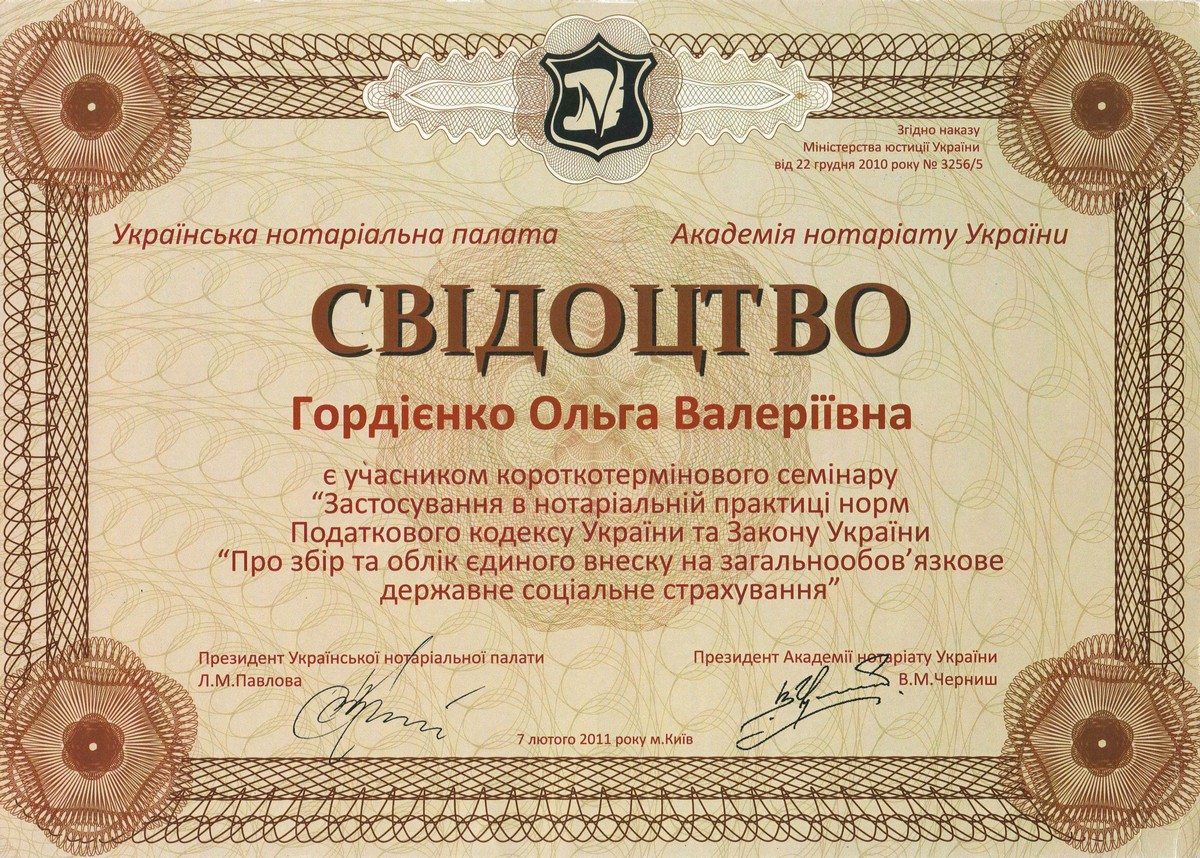 Згідно наказу
Міністерства юстиції України
від 22 грудня 2010 року № 3256/5
Українська нотаріальна палата
Академія нотаріату України
СВІДОЦТВО
Гордієнко Ольга Валеріївна
є учасником короткотермінового семінару
“Застосування в нотаріальній практиці норм
Податкового кодексу України та Закону України
“Про збір та облік єдиного внеску на загальнообов’язкове
державне соціальне страхування”
Президент Української нотаріальної палати
Л.М.Павлова
Президент Академії нотаріату України
В.М.Черниш
7 лютого 2011 року м.Київ